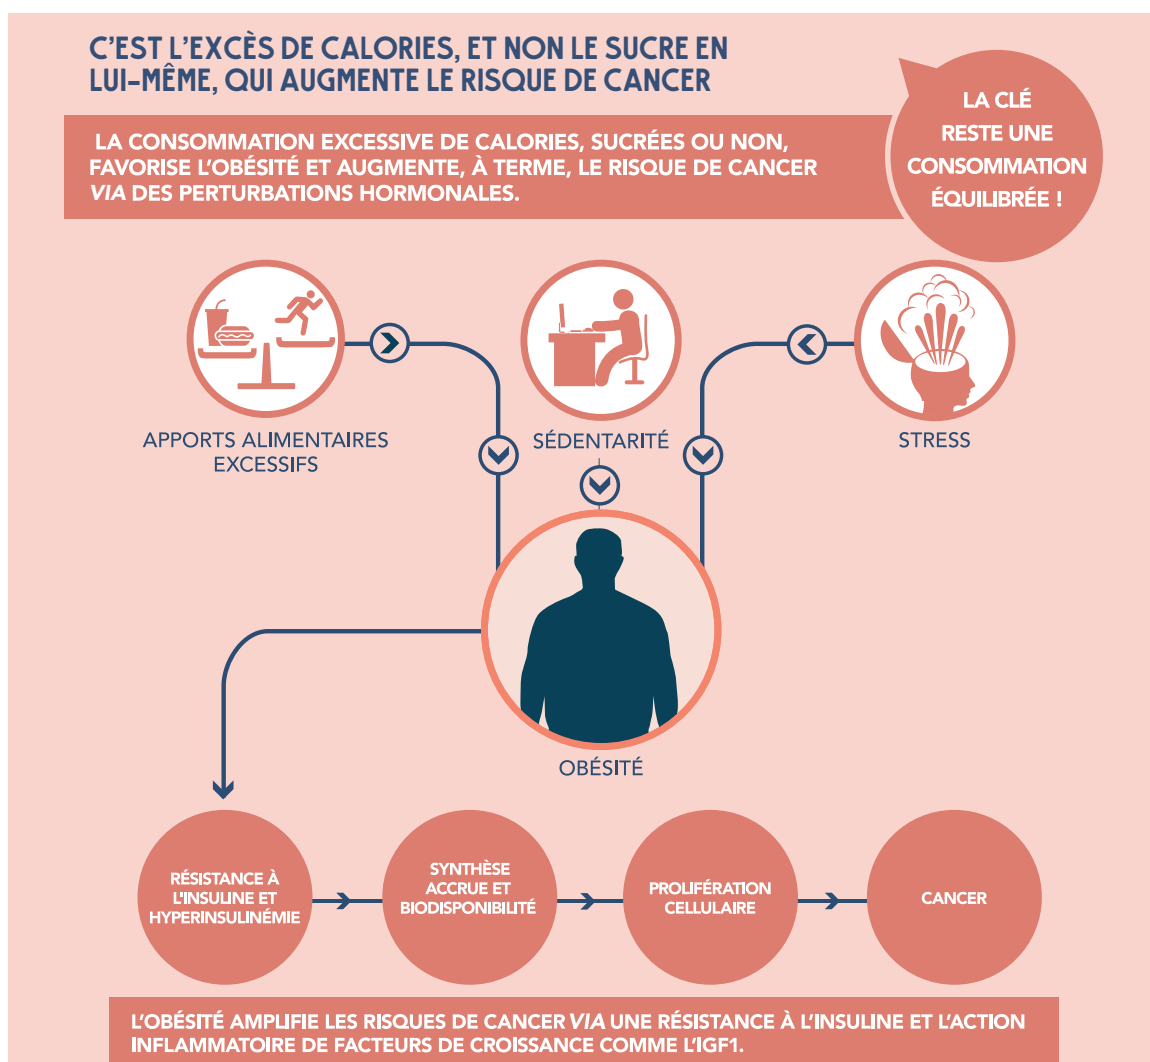 C'EST L'EXCÈS DE CALORIES, ET NON LE SUCRE EN
LUI-MÊME, QUI AUGMENTE LE RISQUE DE CANCER
LA CLÉ
RESTE UNE
CONSOMMATION
ÉQUILIBRÉE !
LA CONSOMMATION EXCESSIVE DE CALORIES, SUCRÉES OU NON,
FAVORISE L'OBÉSITÉ ET AUGMENTE, À TERME, LE RISQUE DE CANCER
VIA DES PERTURBATIONS HORMONALES.
APPORTS ALIMENTAIRES
EXCESSIFS
SÉDENTARITÉ
STRESS
OBÉSITÉ
RÉSISTANCE À
L'INSULINE ET
HYPERINSULINÉMIE
SYNTHÈSE
ACCRUE ET
BIODISPONIBILITÉ
PROLIFÉRATION
CELLULAIRE
CANCER
L'OBÉSITÉ AMPLIFIE LES RISQUES DE CANCER VIA UNE RÉSISTANCE À L'INSULINE ET L'ACTION
INFLAMMATOIRE DE FACTEURS DE CROISSANCE COMME L'IGF1.